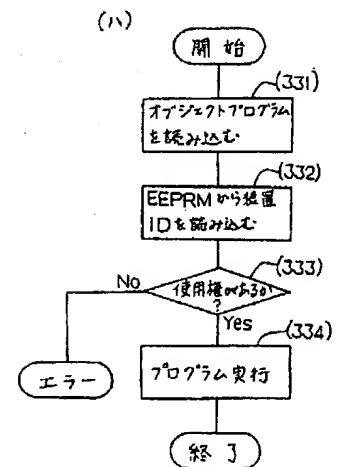 (ハ)
開始
(331)
オブジェクトプログラム
を読み込む
(332)
EEPRMから装置
IDを読み込む
(333)
使用権があるか
?
No
Yes
(334)
エラー
プログラム実行
終了